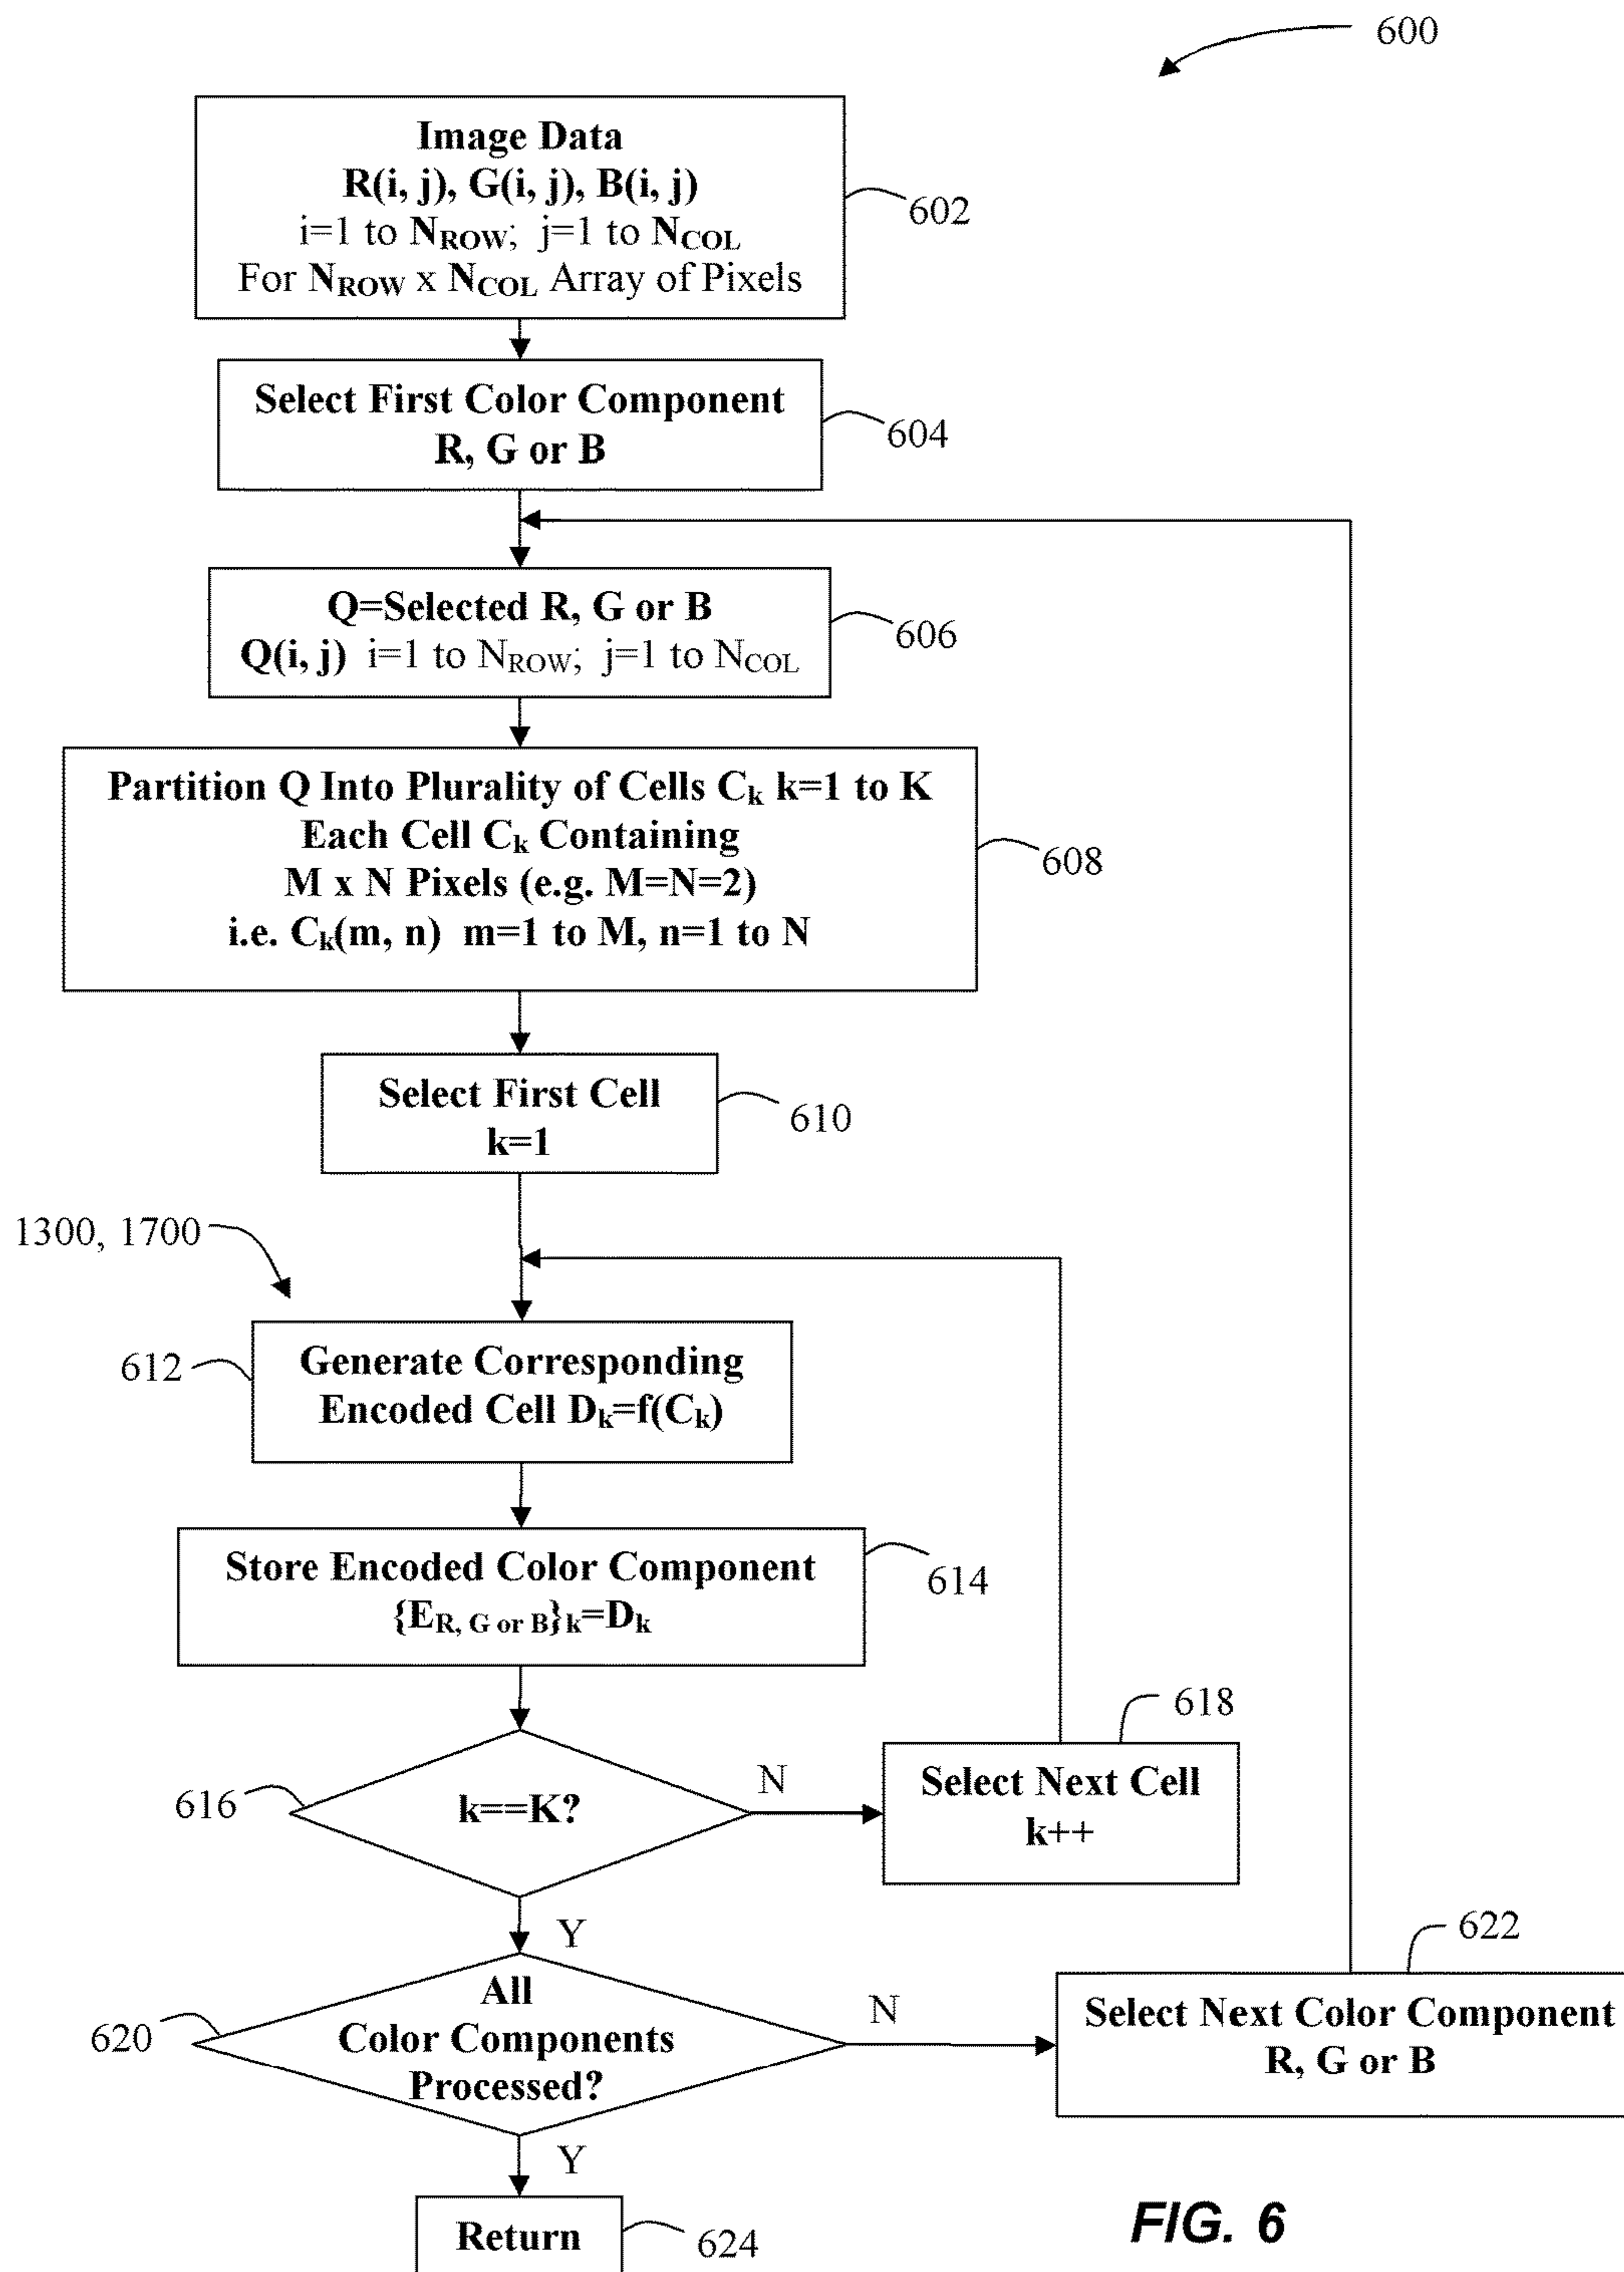 600
Image Data
R(i, j), G(i, j), B(i, j)
i=1 to NROW; j=1 to NCOL
For NROW x NCOL Array of Pixels
602
Select First Color Component
R, G or B
604
Q=Selected R, G or B
Q(i, j) i=1 to NROW; j=1 to NCOL
606
Partition Q Into Plurality of Cells Ck k=1 to K
Each Cell Ck Containing
M x N Pixels (e.g. M=N=2)
i.e. Ck(m, n) m=1 to M, n=1 to N
608
Select First Cell
k=1
610
1300, 1700
612
Generate Corresponding
Encoded Cell Dk=f(Ck)
Store Encoded Color Component
{ER, G or B}k=Dk
614
616
k==K?
N
618
Select Next Cell
k++
Y
620
All
Color Components
Processed?
N
622
Select Next Color Component
R, G or B
Y
Return
624
FIG. 6